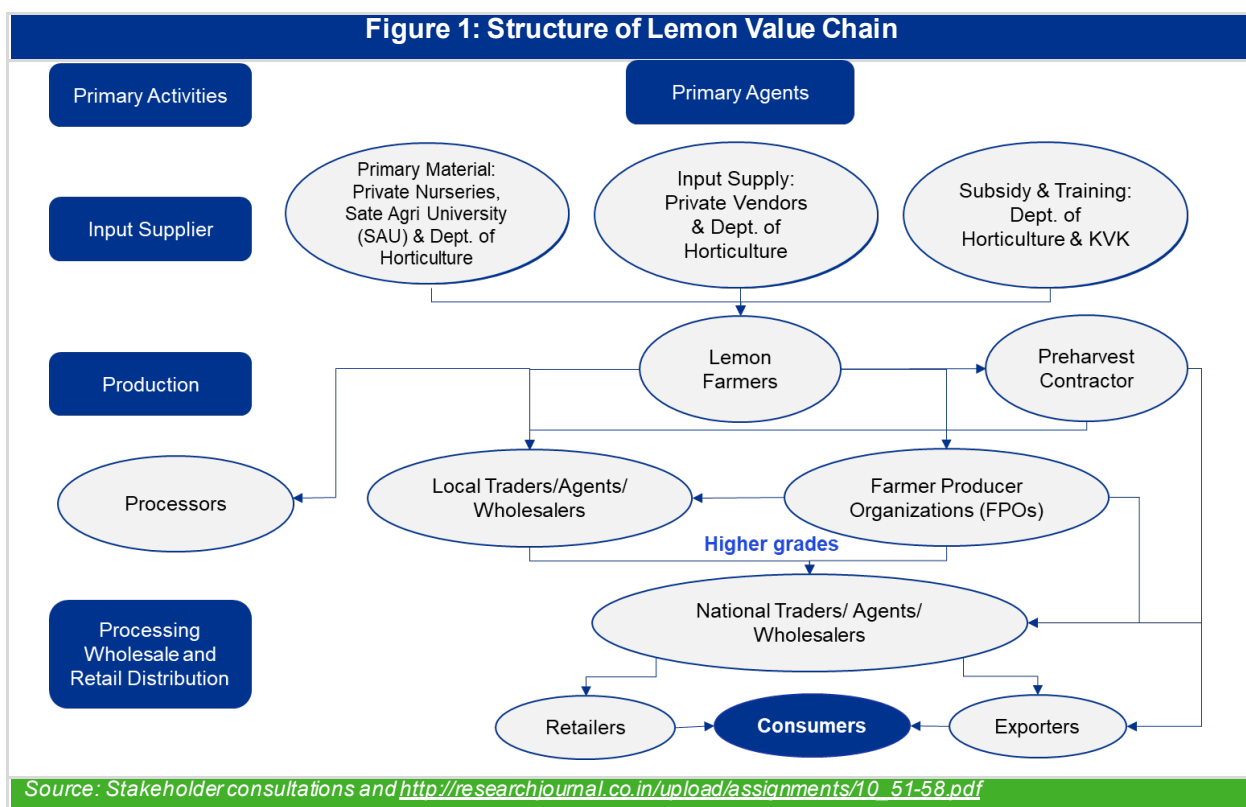 Figure 1: Structure of Lemon Value Chain
Primary Activities
Primary Agents
Input Supplier
Primary Material:
Private Nurseries,
Sate Agri University
(SAU) & Dept. of
Horticulture
Input Supply:
Private Vendors
& Dept. of
Horticulture
Subsidy & Training:
Dept. of
Horticulture & KVK
Production
Lemon
Farmers
Preharvest
Contractor
Processors
Local Traders/Agents/
Wholesalers
Farmer Producer
Organizations (FPOs)
Higher grades
Processing
Wholesale and
Retail Distribution
National Traders/ Agents/
Wholesalers
Retailers
Consumers
Exporters
Source: Stakeholder consultations and http://researchjournal.co.in/upload/assignments/10_51-58.pdf